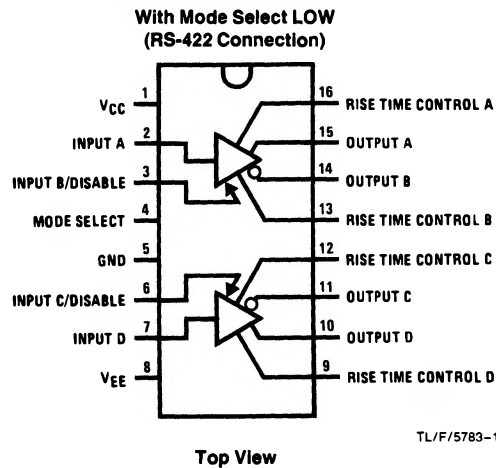 With Mode Select LOW
(RS-422 Connection)
1 VCC
2 INPUT A
3 INPUT B/DISABLE
4 MODE SELECT
5 GND
6 INPUT C/DISABLE
7 INPUT D
8 VEE
16 RISE TIME CONTROL A
15 OUTPUT A
14 OUTPUT B
13 RISE TIME CONTROL B
12 RISE TIME CONTROL C
11 OUTPUT C
10 OUTPUT D
9 RISE TIME CONTROL D
TL/F/5783-1
Top View